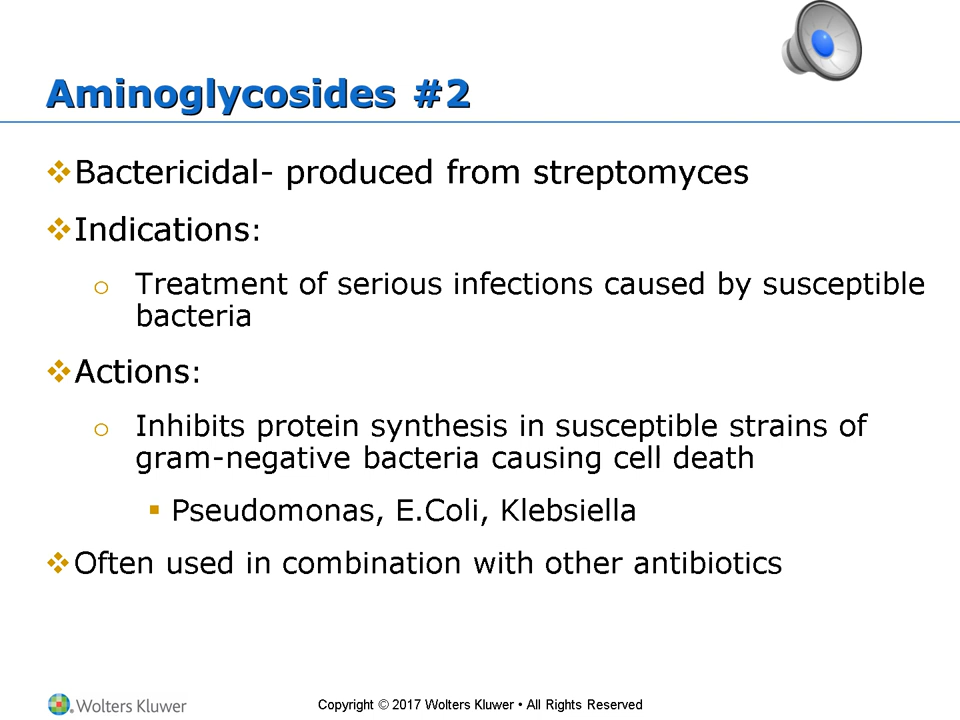 Aminoglycosides #2
Bactericidal- produced from streptomyces
Indications:
Treatment of serious infections caused by susceptible
bacteria
Actions:
Inhibits protein synthesis in susceptible strains of
gram-negative bacteria causing cell death
Pseudomonas, E.Coli, Klebsiella
Often used in combination with other antibiotics
Wolters Kluwer
Copyright © 2017 Wolters Kluwer • All Rights Reserved